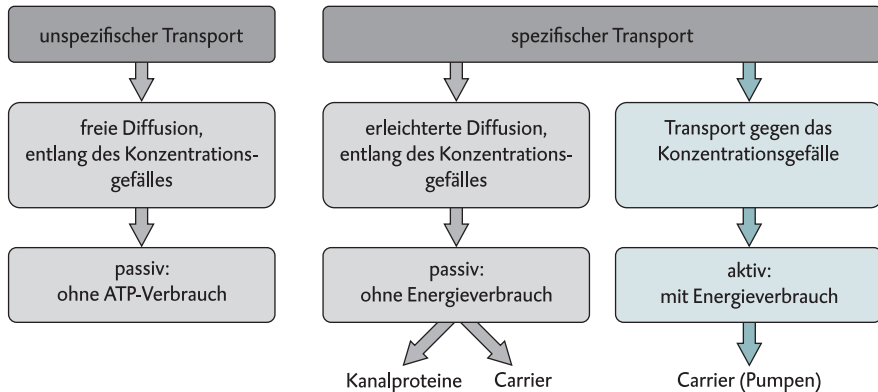 unspezifischer Transport
spezifischer Transport
freie Diffusion,
entlang des Konzentrations-
gefälles
erleichterte Diffusion,
entlang des Konzentrations-
gefälles
Transport gegen das
Konzentrationsgefälle
passiv:
ohne ATP-Verbrauch
passiv:
ohne Energieverbrauch
aktiv:
mit Energieverbrauch
Kanalproteine
Carrier
Carrier (Pumpen)